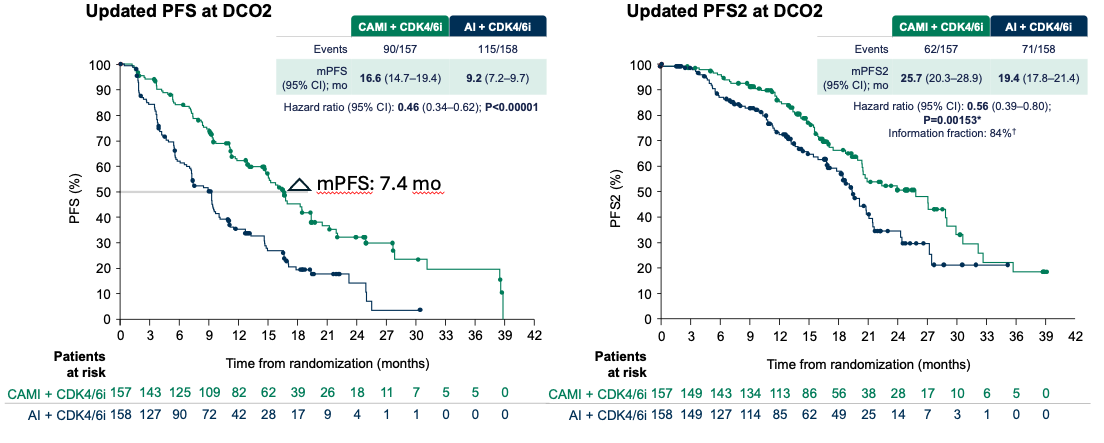 Updated PFS at DCO2
CAMI + CDK4/6i AI + CDK4/6i
Events 90/157 115/158
mPFS
(95% CI); mo 16.6 (14.7–19.4) 9.2 (7.2–9.7)
Hazard ratio (95% CI): 0.46 (0.34–0.62); P<0.00001
100
90
80
70
60
50
40
30
20
10
0
PFS (%)
△ mPFS: 7.4 mo
0 3 6 9 12 15 18 21 24 27 30 33 36 39 42
Time from randomization (months)
Patients
at risk
CAMI + CDK4/6i 157 143 125 109 82 62 39 26 18 11 7 5 5 0
AI + CDK4/6i 158 127 90 72 42 28 17 9 4 1 1 0 0 0
Updated PFS2 at DCO2
CAMI + CDK4/6i AI + CDK4/6i
Events 62/157 71/158
mPFS2
(95% CI); mo 25.7 (20.3–28.9) 19.4 (17.8–21.4)
Hazard ratio (95% CI): 0.56 (0.39–0.80);
P=0.00153*
Information fraction: 84%†
100
90
80
70
60
50
40
30
20
10
0
PFS2 (%)
0 3 6 9 12 15 18 21 24 27 30 33 36 39 42
Time from randomization (months)
Patients
at risk
CAMI + CDK4/6i 157 149 143 134 113 86 56 38 28 17 10 6 5 0
AI + CDK4/6i 158 149 127 114 85 62 49 25 14 7 3 1 0 0